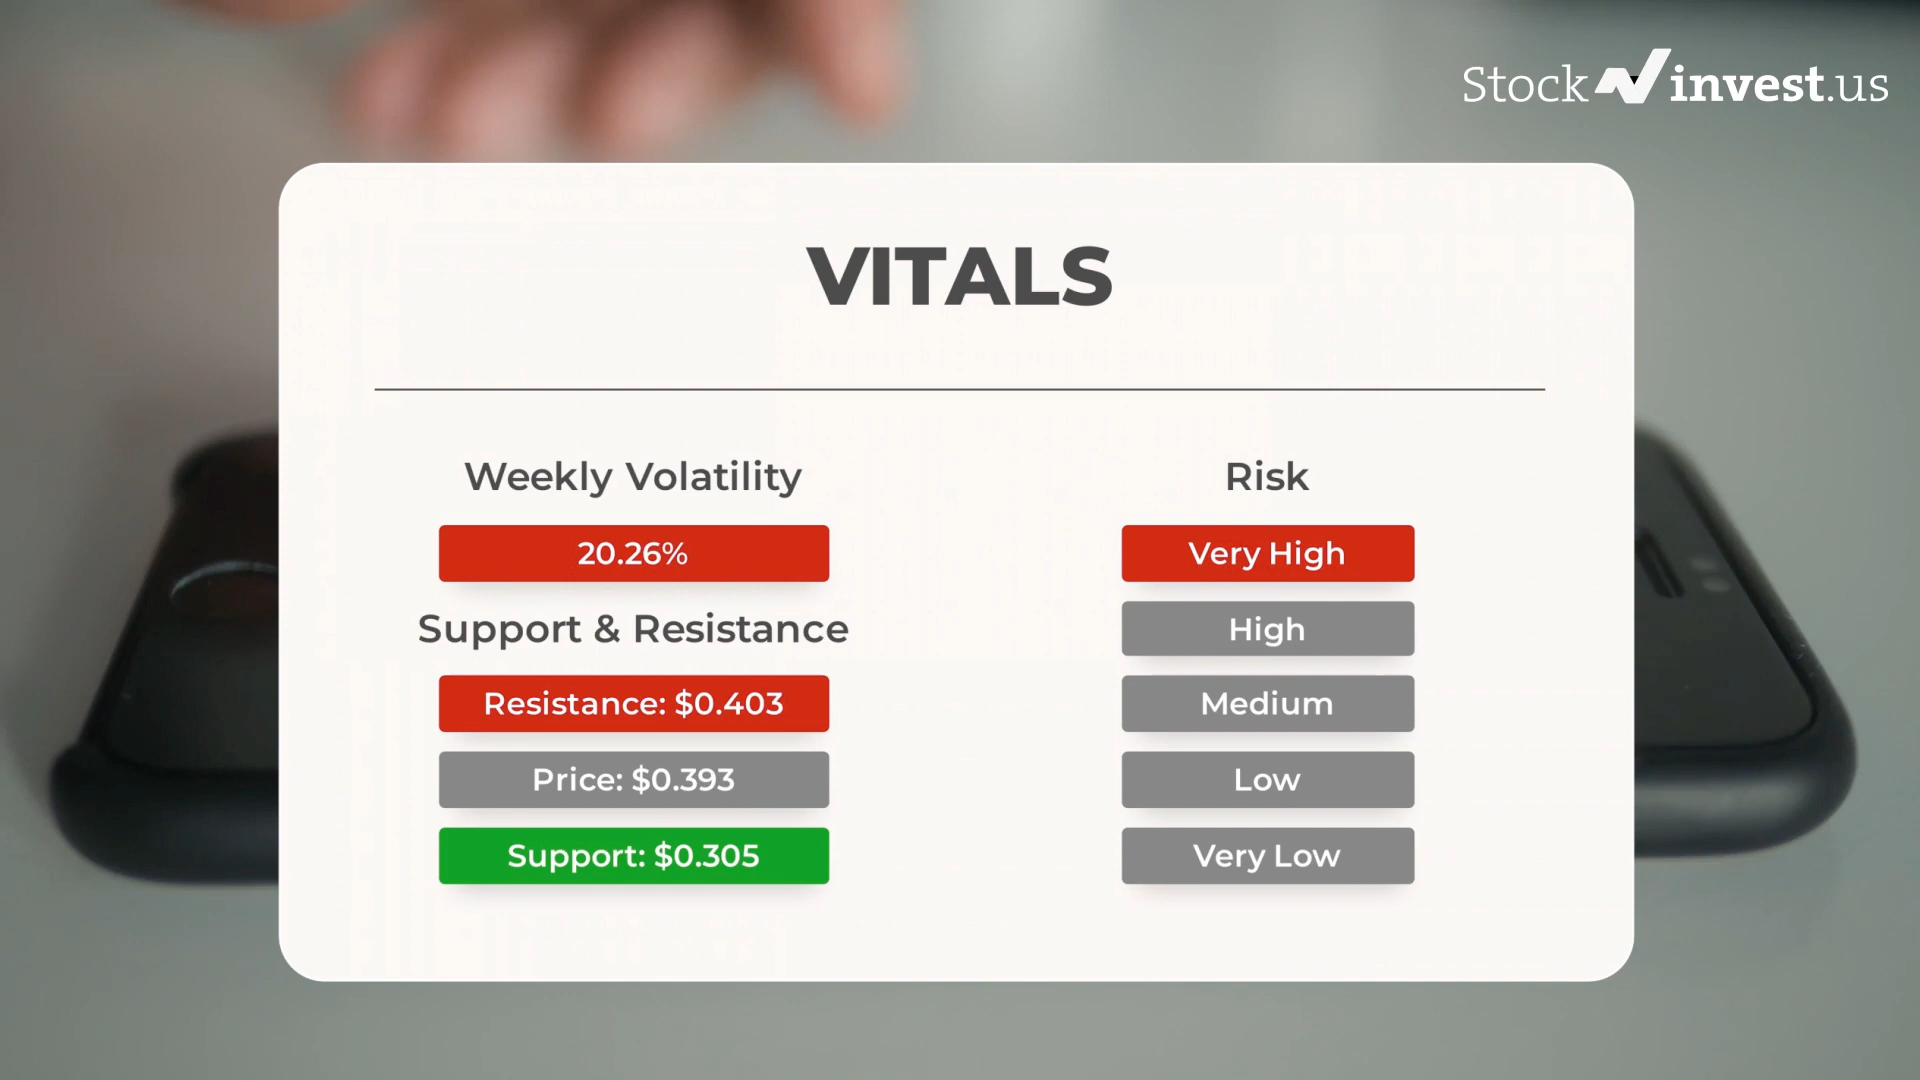 Stock invest.us
VITALS
Weekly Volatility
20.26%
Support & Resistance
Resistance: $0.403
Price: $0.393
Support: $0.305
Risk
Very High
High
Medium
Low
Very Low